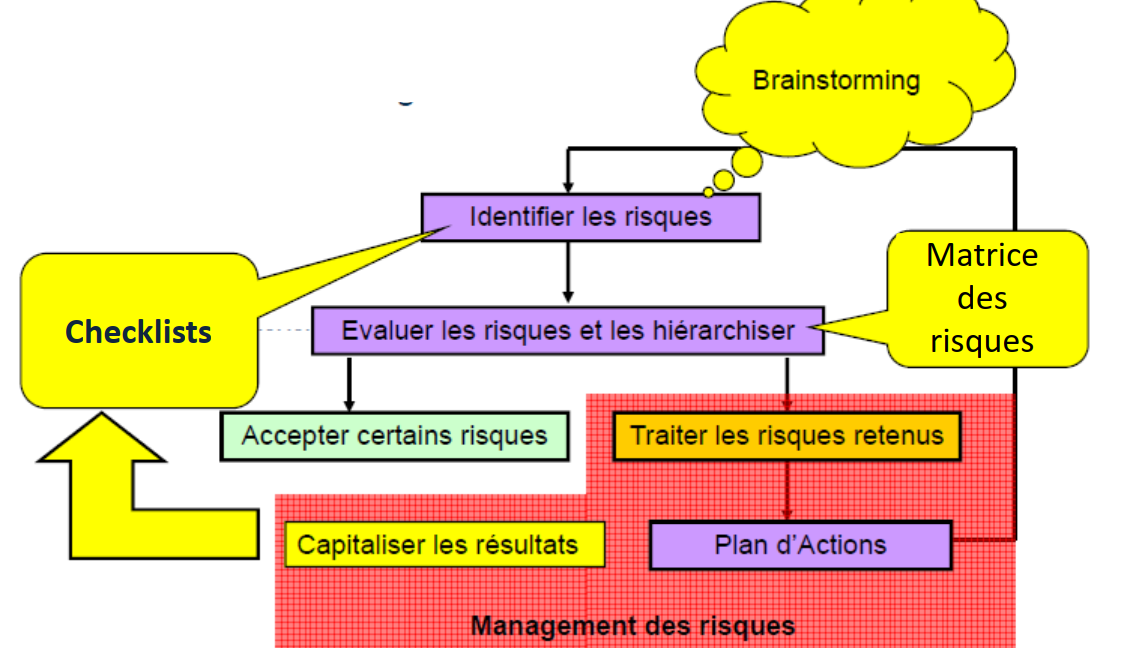 Brainstorming
Identifier les risques
Matrice
des
risques
Checklists
Evaluer les risques et les hiérarchiser
Accepter certains risques
Traiter les risques retenus
Capitaliser les résultats
Plan d’Actions
Management des risques